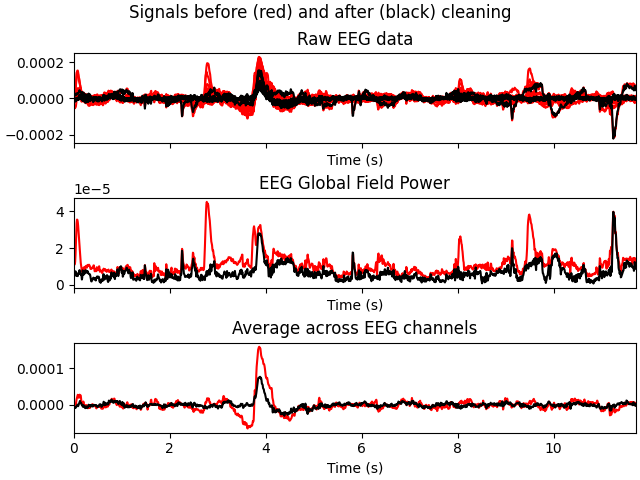 Signals before (red) and after (black) cleaning
Raw EEG data
0.0002
0.0000
−0.0002
Time (s)
EEG Global Field Power
1e−5
4
2
0
Time (s)
Average across EEG channels
0.0001
0.0000
0 2 4 6 8 10
Time (s)